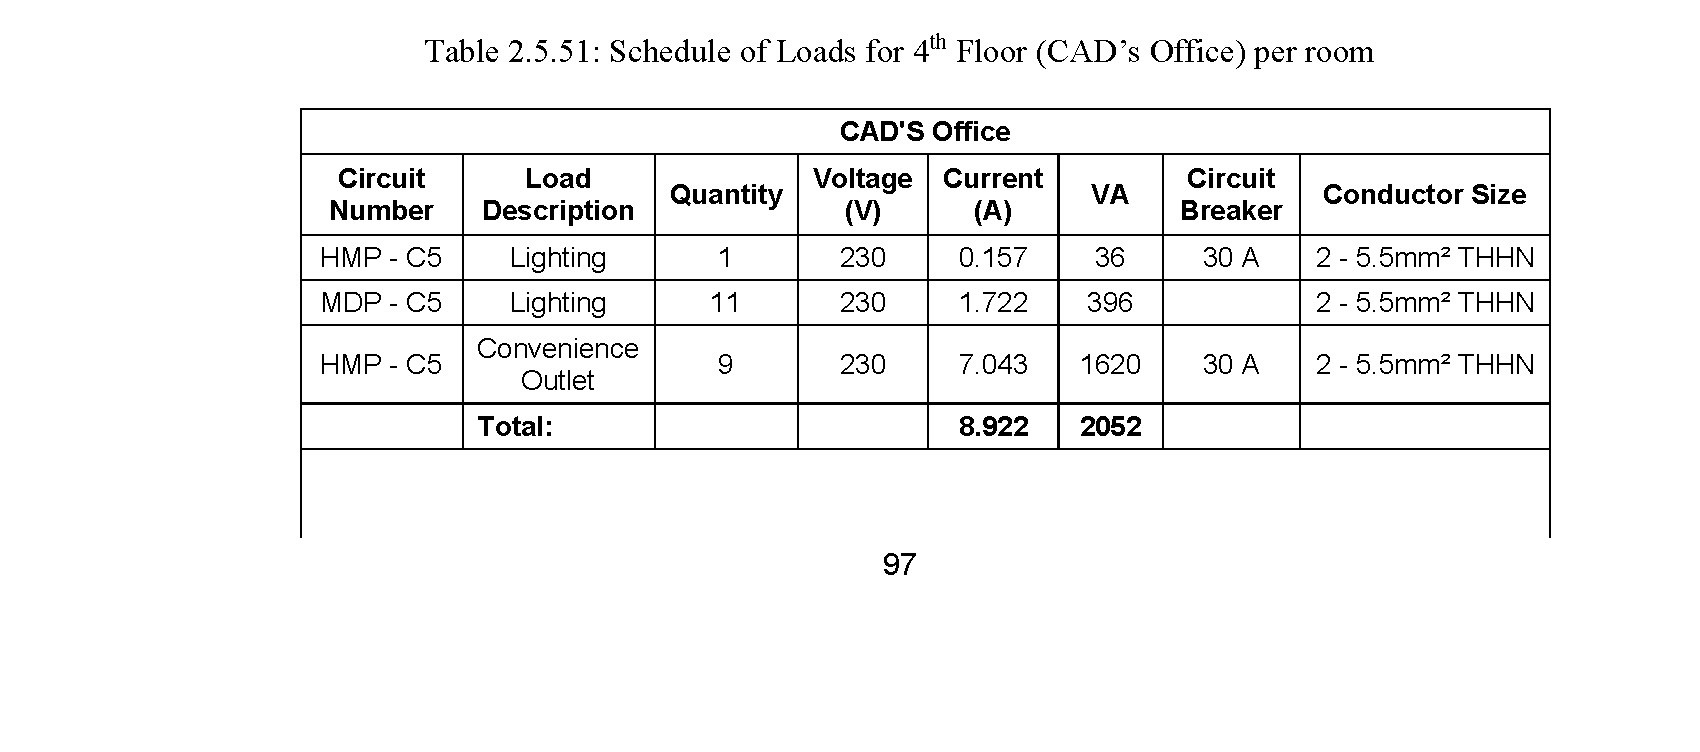 Table 2.5.51: Schedule of Loads for 4th Floor (CAD’s Office) per room
CAD'S Office
Circuit Number Load Description Quantity Voltage (V) Current (A) VA Circuit Breaker Conductor Size
HMP - C5 Lighting 1 230 0.157 36 30 A 2 - 5.5mm² THHN
MDP - C5 Lighting 11 230 1.722 396 2 - 5.5mm² THHN
HMP - C5 Convenience Outlet 9 230 7.043 1620 30 A 2 - 5.5mm² THHN
Total: 8.922 2052
97